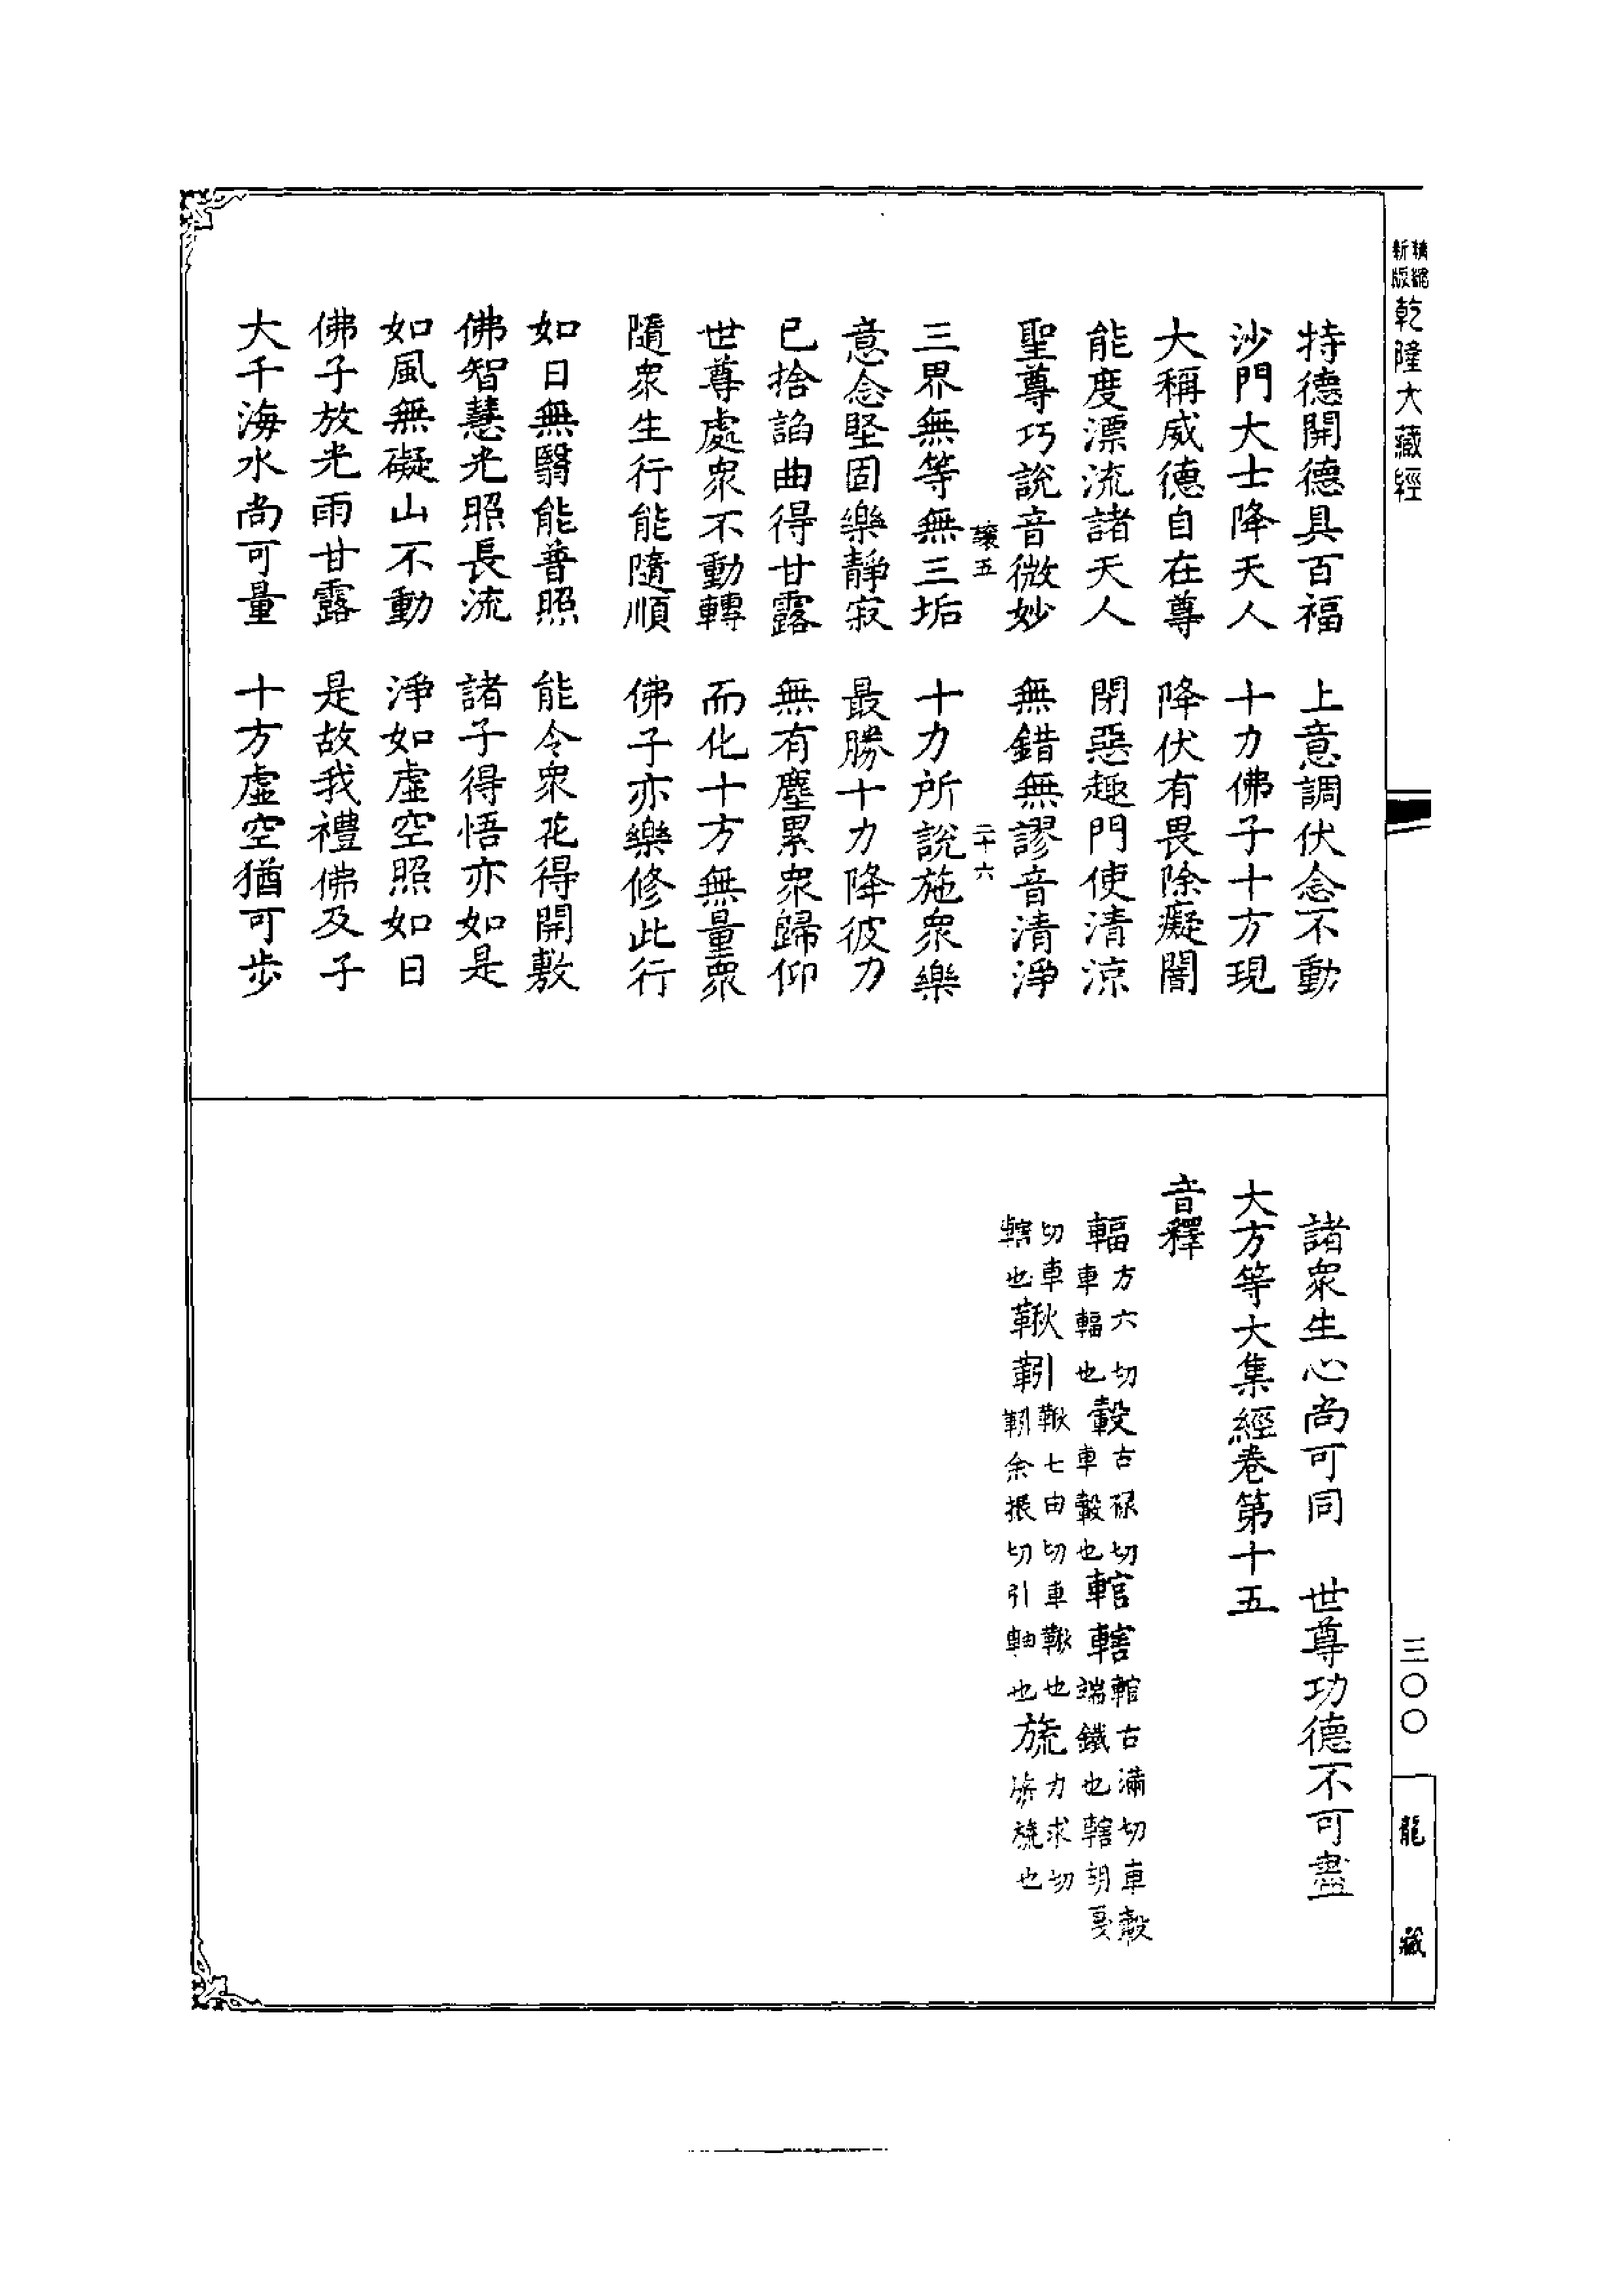 精縮新版
乾隆大藏經
三〇〇
龍藏
特德開德具百福　上意調伏念不動
沙門大士降天人　十力佛子十方現
大稱威德自在尊　降伏有畏除癡闇
能度漂流諸天人　閉惡趣門使清涼
聖尊巧說音微妙　無錯無謬音清淨
讓五　二十六
三界無等無三垢　十力所說施衆樂
意念堅固樂靜寂　最勝十力降彼力
已捨諂曲得甘露　無有塵累衆歸仰
世尊處衆不動轉　而化十方無量衆
隨衆生行能隨順　佛子亦樂修此行
如日無翳能普照　能令衆花得開敷
佛智慧光照長流　諸子得悟亦如是
如風無礙山不動　淨如虛空照如日
佛子放光雨甘露　是故我禮佛及子
大千海水尚可量　十方虛空猶可步
諸衆生心尚可同　世尊功德不可盡
大方等大集經卷第十五
音釋
輻方六切車輻也轂古祿切車轂也輨轄輨古滿切車轂端鐵也轄胡戛
切車轄也鞦靷鞦七由切車鞦也靷余振切引軸也旒力求切旒也